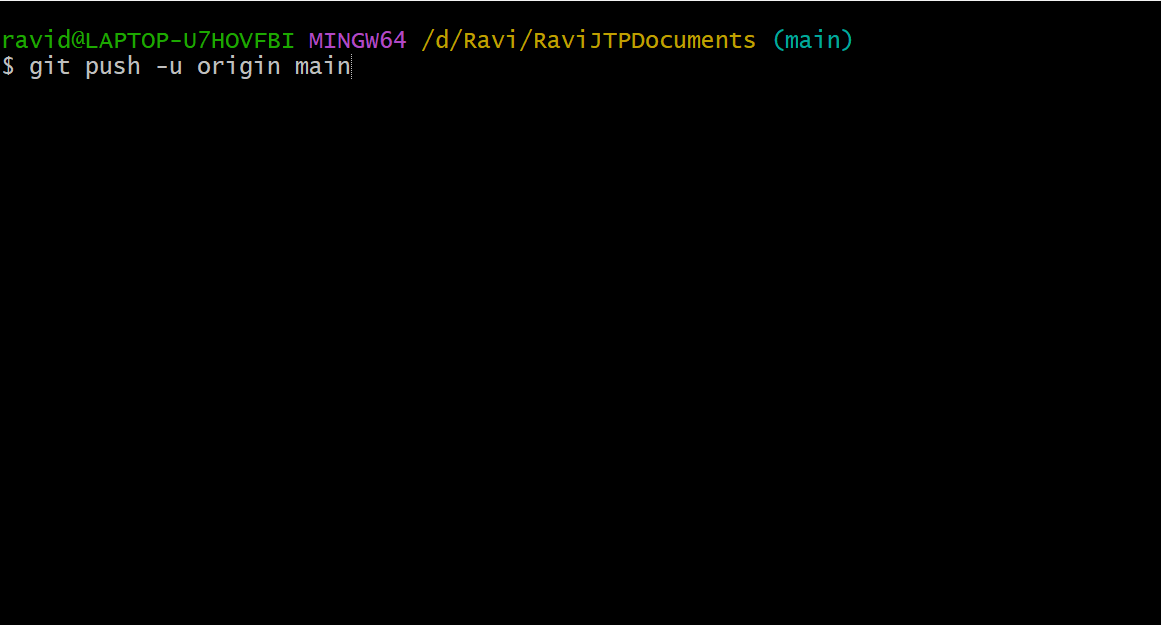 ravid@LAPTOP-U7HOVFBI MINGW64 /d/Ravi/RaviJTPDocuments (main)
$ git push -u origin main